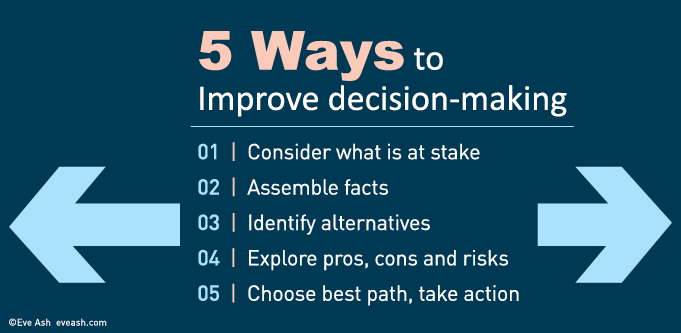 5 Ways to
Improve decision-making
01 | Consider what is at stake
02 | Assemble facts
03 | Identify alternatives
04 | Explore pros, cons and risks
05 | Choose best path, take action
©Eve Ash eveash.com